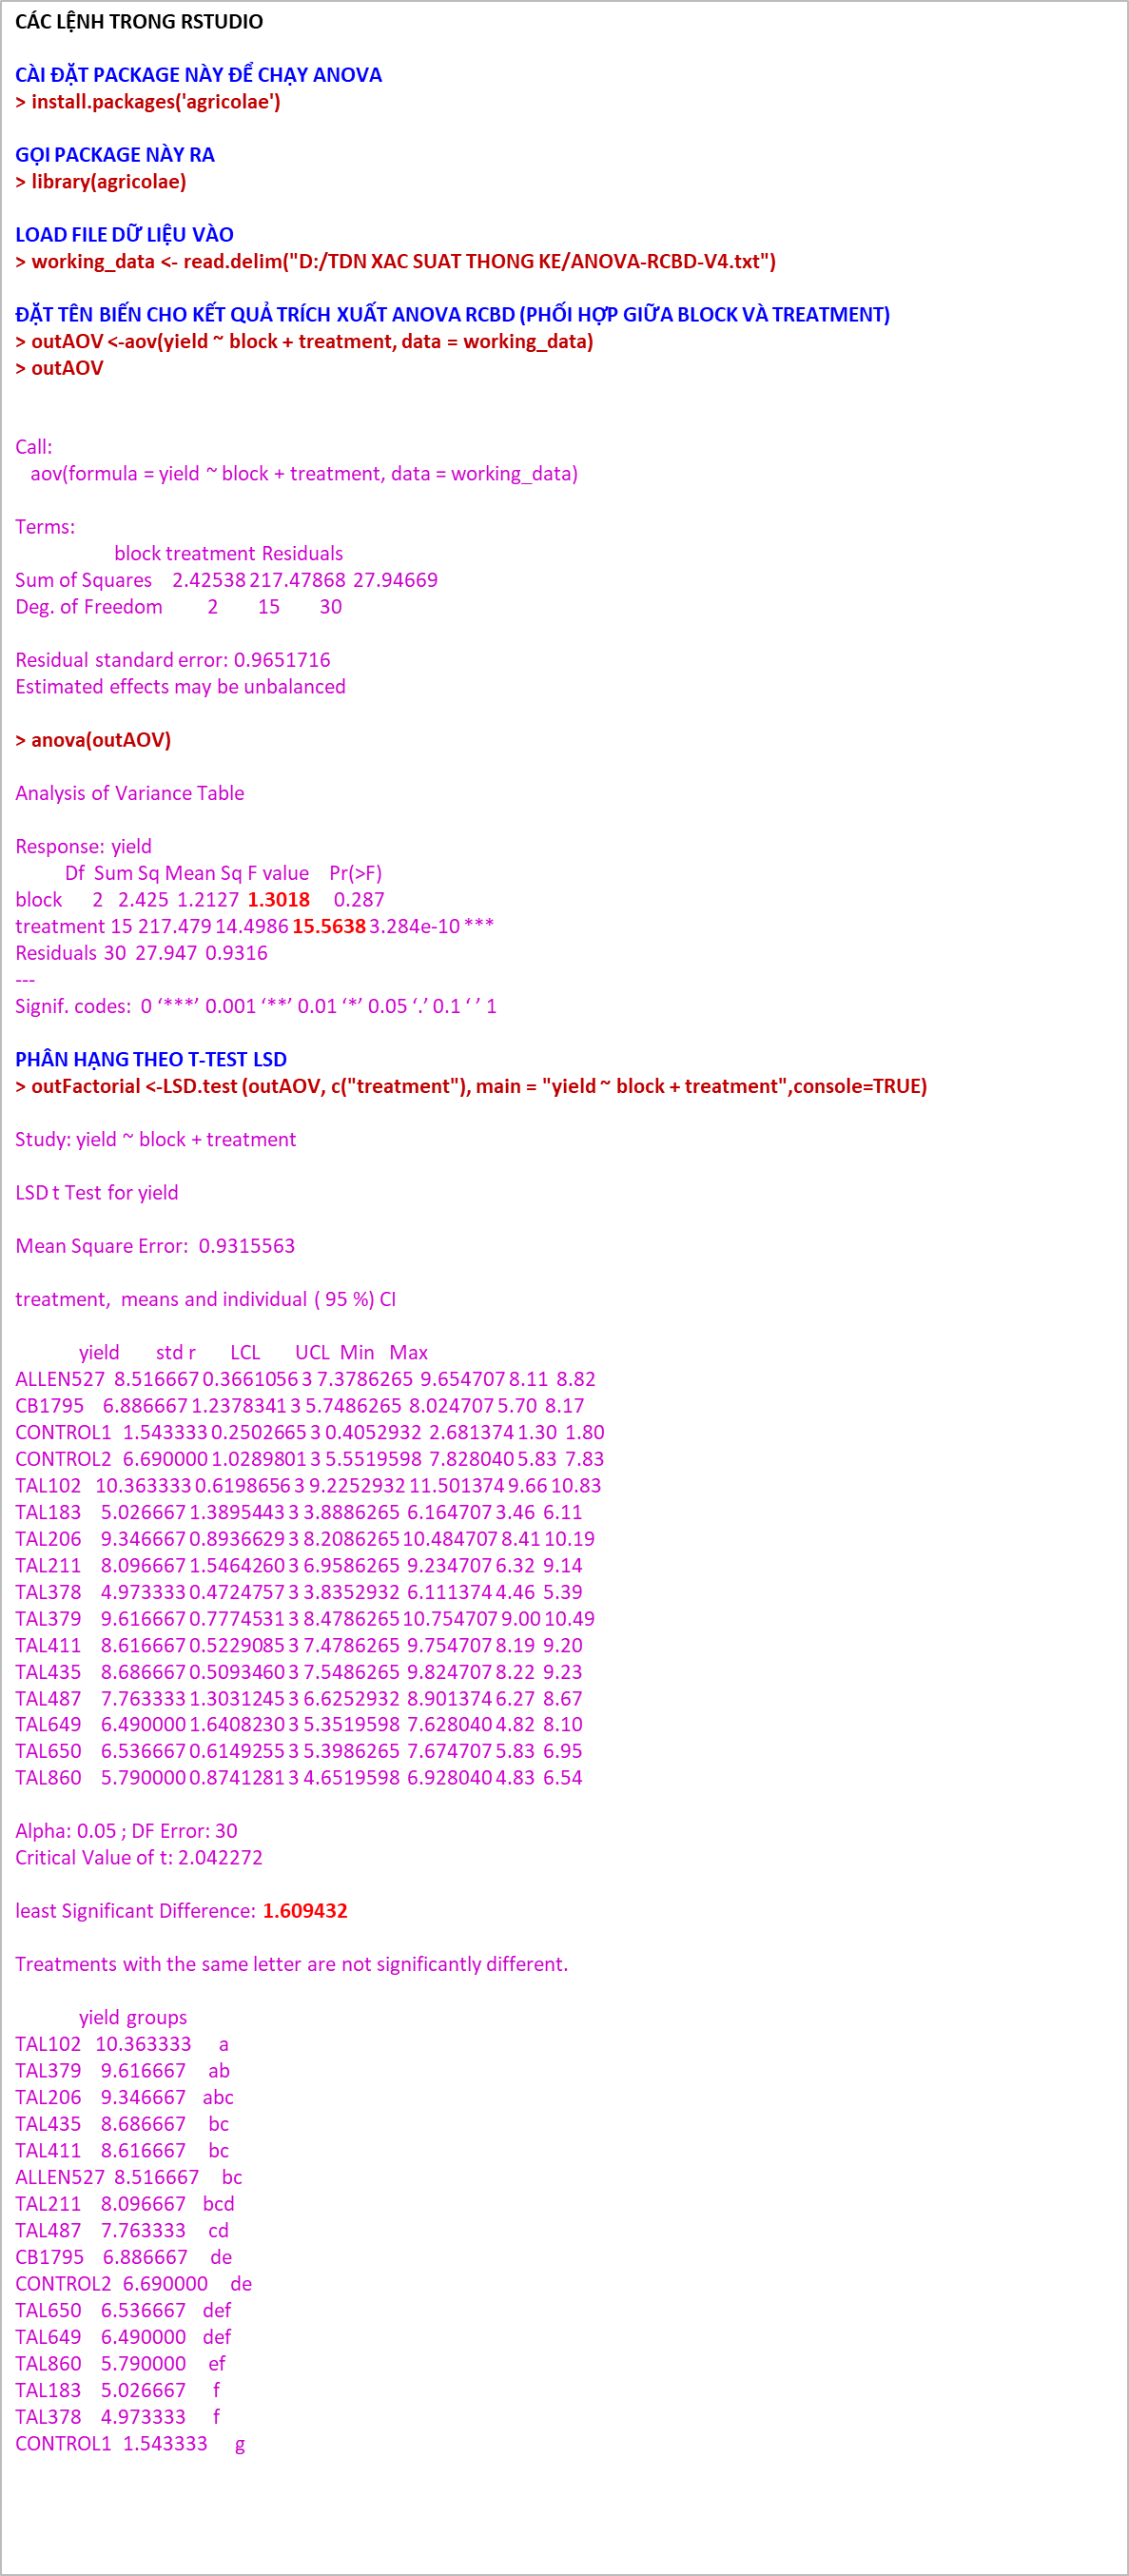 CÁC LỆNH TRONG RSTUDIO
CÀI ĐẶT PACKAGE NÀY ĐỂ CHẠY ANOVA
> install.packages('agricolae')
GỌI PACKAGE NÀY RA
> library(agricolae)
LOAD FILE DỮ LIỆU VÀO
> working_data <- read.delim("D:/TDN XAC SUAT THONG KE/ANOVA-RCBD-V4.txt")
ĐẶT TÊN BIẾN CHO KẾT QUẢ TRÍCH XUẤT ANOVA RCBD (PHỐI HỢP GIỮA BLOCK VÀ TREATMENT)
> outAOV <-aov(yield ~ block + treatment, data = working_data)
> outAOV
Call:
aov(formula = yield ~ block + treatment, data = working_data)
Terms:
block treatment Residuals
Sum of Squares 2.42538 217.47868 27.94669
Deg. of Freedom 2 15 30
Residual standard error: 0.9651716
Estimated effects may be unbalanced
> anova(outAOV)
Analysis of Variance Table
Response: yield
Df Sum Sq Mean Sq F value Pr(>F)
block 2 2.425 1.2127 1.3018 0.287
treatment 15 217.479 14.4986 15.5638 3.284e-10 ***
Residuals 30 27.947 0.9316
---
Signif. codes: 0 ‘***’ 0.001 ‘**’ 0.01 ‘*’ 0.05 ‘.’ 0.1 ‘ ’ 1
PHÂN HẠNG THEO T-TEST LSD
> outFactorial <-LSD.test (outAOV, c("treatment"), main = "yield ~ block + treatment",console=TRUE)
Study: yield ~ block + treatment
LSD t Test for yield
Mean Square Error: 0.9315563
treatment, means and individual ( 95 %) CI
yield std r LCL UCL Min Max
ALLEN527 8.516667 0.3661056 3 7.3786265 9.654707 8.11 8.82
CB1795 6.886667 1.2378341 3 5.7486265 8.024707 5.70 8.17
CONTROL1 1.543333 0.2502665 3 0.4052932 2.681374 1.30 1.80
CONTROL2 6.690000 1.0289801 3 5.5519598 7.828040 5.83 7.83
TAL102 10.363333 0.6198656 3 9.2252932 11.501374 9.66 10.83
TAL183 5.026667 1.3895443 3 3.8886265 6.164707 3.46 6.11
TAL206 9.346667 0.8936629 3 8.2086265 10.484707 8.41 10.19
TAL211 8.096667 1.5464260 3 6.9586265 9.234707 6.32 9.14
TAL378 4.973333 0.4724757 3 3.8352932 6.111374 4.46 5.39
TAL379 9.616667 0.7774531 3 8.4786265 10.754707 9.00 10.49
TAL411 8.616667 0.5229085 3 7.4786265 9.754707 8.19 9.20
TAL435 8.686667 0.5093460 3 7.5486265 9.824707 8.22 9.23
TAL487 7.763333 1.3031245 3 6.6252932 8.901374 6.27 8.67
TAL649 6.490000 1.6408230 3 5.3519598 7.628040 4.82 8.10
TAL650 6.536667 0.6149255 3 5.3986265 7.674707 5.83 6.95
TAL860 5.790000 0.8741281 3 4.6519598 6.928040 4.83 6.54
Alpha: 0.05 ; DF Error: 30
Critical Value of t: 2.042272
least Significant Difference: 1.609432
Treatments with the same letter are not significantly different.
yield groups
TAL102 10.363333 a
TAL379 9.616667 ab
TAL206 9.346667 abc
TAL435 8.686667 bc
TAL411 8.616667 bc
ALLEN527 8.516667 bc
TAL211 8.096667 bcd
TAL487 7.763333 cd
CB1795 6.886667 de
CONTROL2 6.690000 de
TAL650 6.536667 def
TAL649 6.490000 def
TAL860 5.790000 ef
TAL183 5.026667 f
TAL378 4.973333 f
CONTROL1 1.543333 g